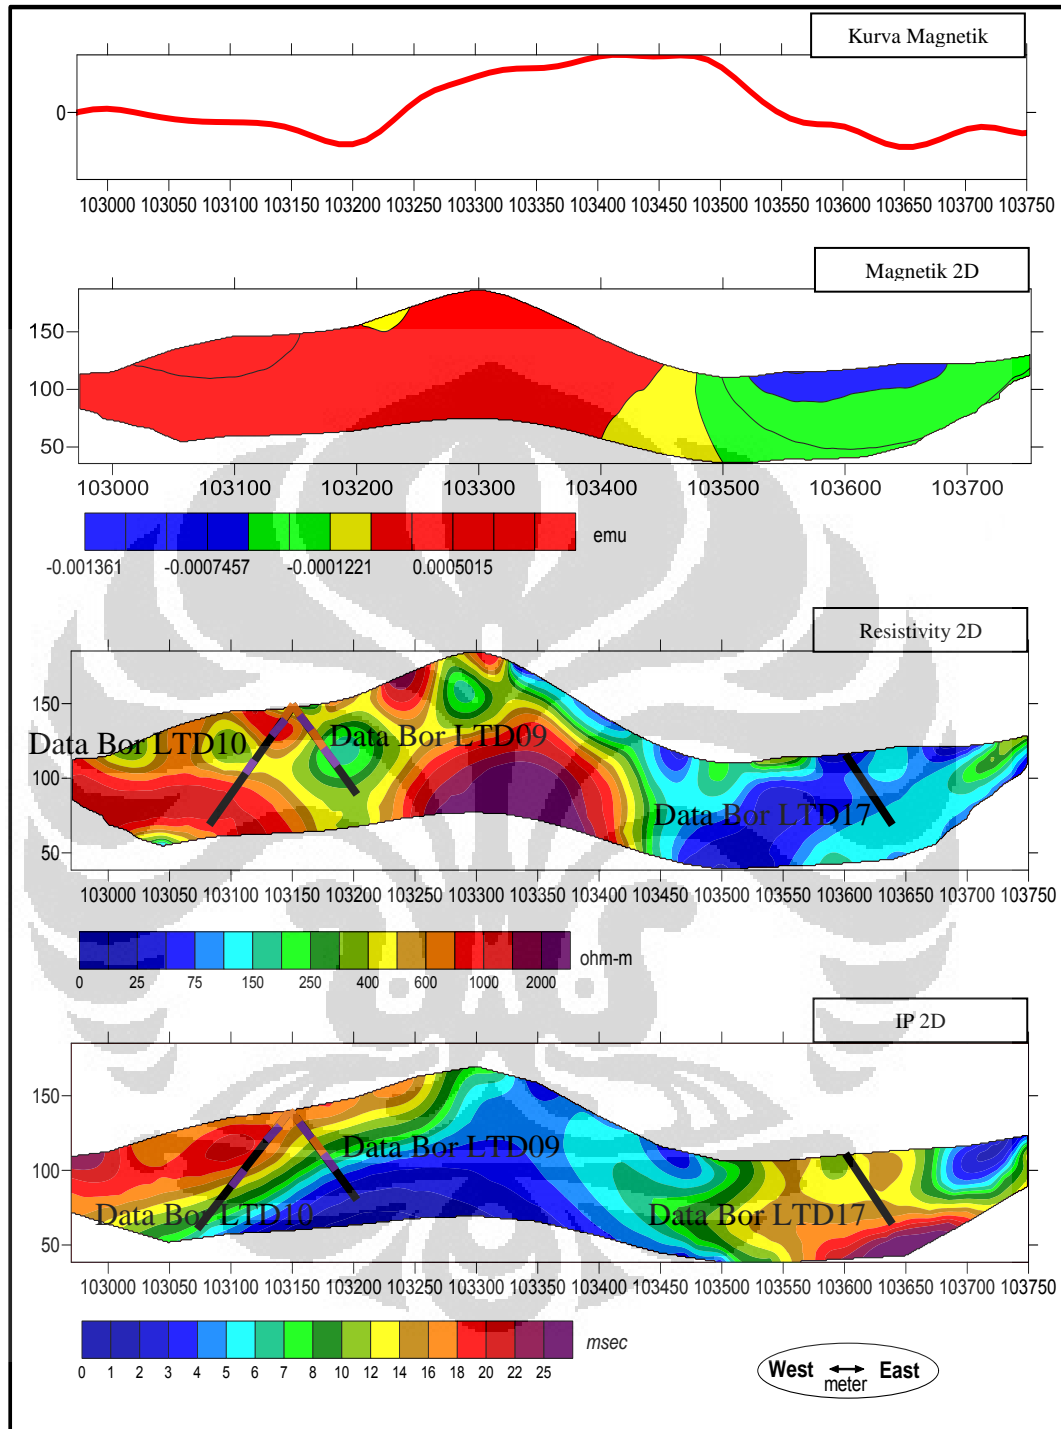 Kurva Magnetik
0
103000 103050 103100 103150 103200 103250 103300 103350 103400 103450 103500 103550 103600 103650 103700 103750
Magnetik 2D
150
100
50
103000 103100 103200 103300 103400 103500 103600 103700
emu
-0.001361 -0.0007457 -0.0001221 0.0005015
Resistivity 2D
150
Data Bor LTD10 Data Bor LTD09
100
Data Bor LTD17
50
103000 103050 103100 103150 103200 103250 103300 103350 103400 103450 103500 103550 103600 103650 103700 103750
ohm-m
0 25 75 150 250 400 600 1000 2000
IP 2D
150
Data Bor LTD09
100
Data Bor LTD10 Data Bor LTD17
50
103000 103050 103100 103150 103200 103250 103300 103350 103400 103450 103500 103550 103600 103650 103700 103750
msec
0 1 2 3 4 5 6 7 8 10 12 14 16 18 20 22 25
West East
meter